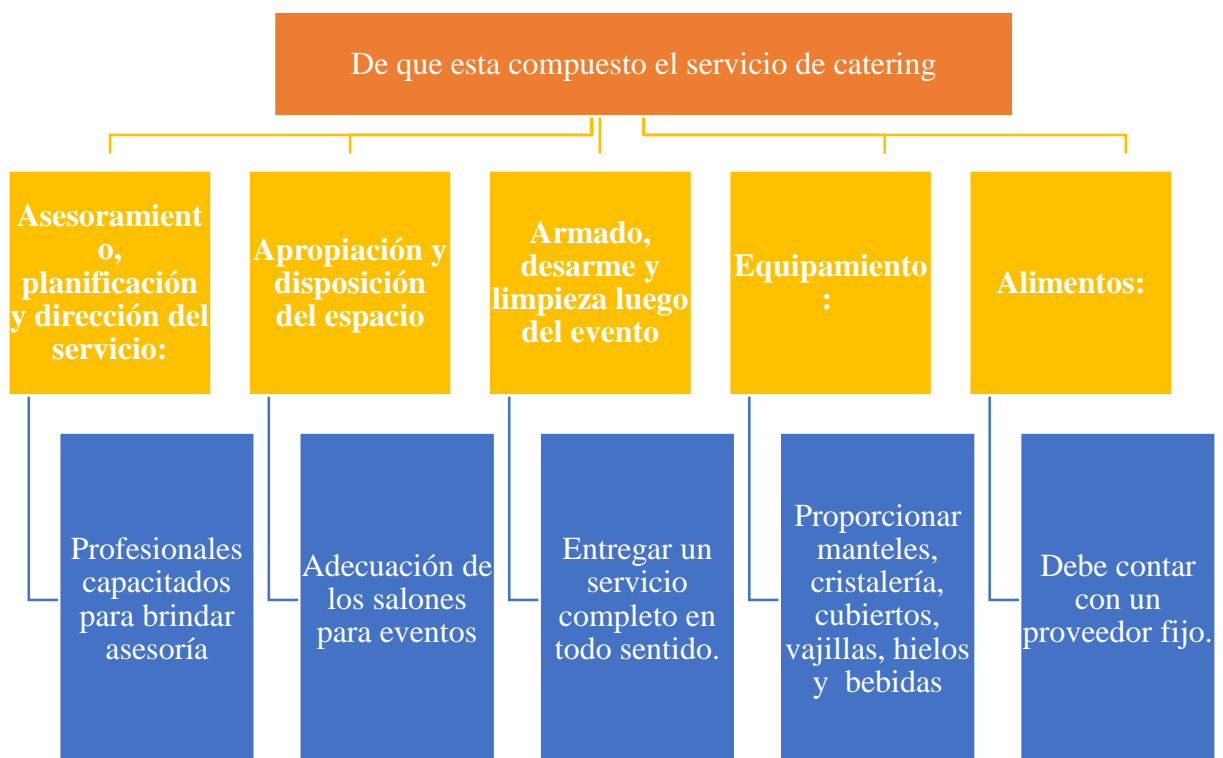 De que esta compuesto el servicio de catering
Asesoramient
o,
planificación
y dirección del
servicio:
Apropiación y
disposición
del espacio
Armado,
desarme y
limpieza luego
del evento
Equipamiento
:
Alimentos:
Profesionales
capacitados
para brindar
asesoría
Adecuación de
los salones
para eventos
Entregar un
servicio
completo en
todo sentido.
Proporcionar
manteles,
cristalería,
cubiertos,
vajillas, hielos
y  bebidas
Debe contar
con un
proveedor fijo.